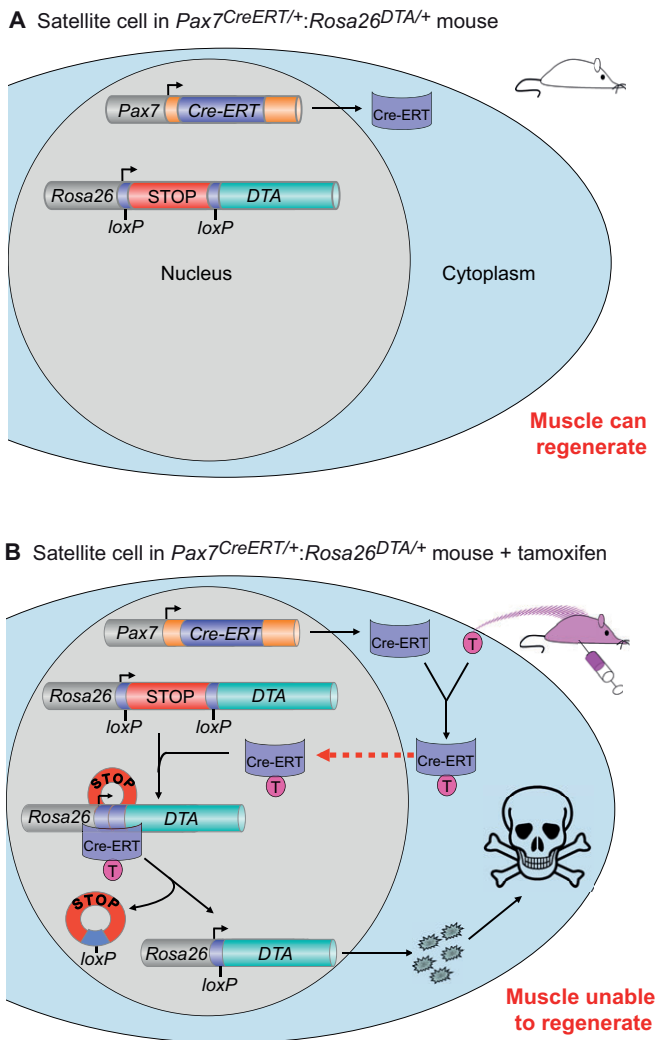 A Satellite cell in Pax7CreERT/+:Rosa26DTA/+ mouse
Pax7 Cre-ERT
Cre-ERT
Rosa26 STOP DTA
loxP loxP
Nucleus Cytoplasm
Muscle can
regenerate
B Satellite cell in Pax7CreERT/+:Rosa26DTA/+ mouse + tamoxifen
Pax7 Cre-ERT
Cre-ERT T
Rosa26 STOP DTA
loxP loxP
Cre-ERT Cre-ERT
T T
STOP
Rosa26 DTA
Cre-ERT
T
STOP
loxP
Rosa26 DTA
loxP
Muscle unable
to regenerate